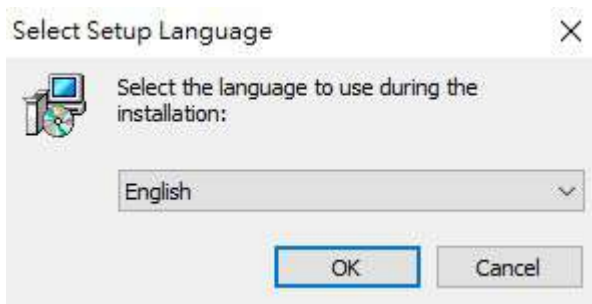 Select Setup Language
Select the language to use during the
installation:
English
OK
Cancel